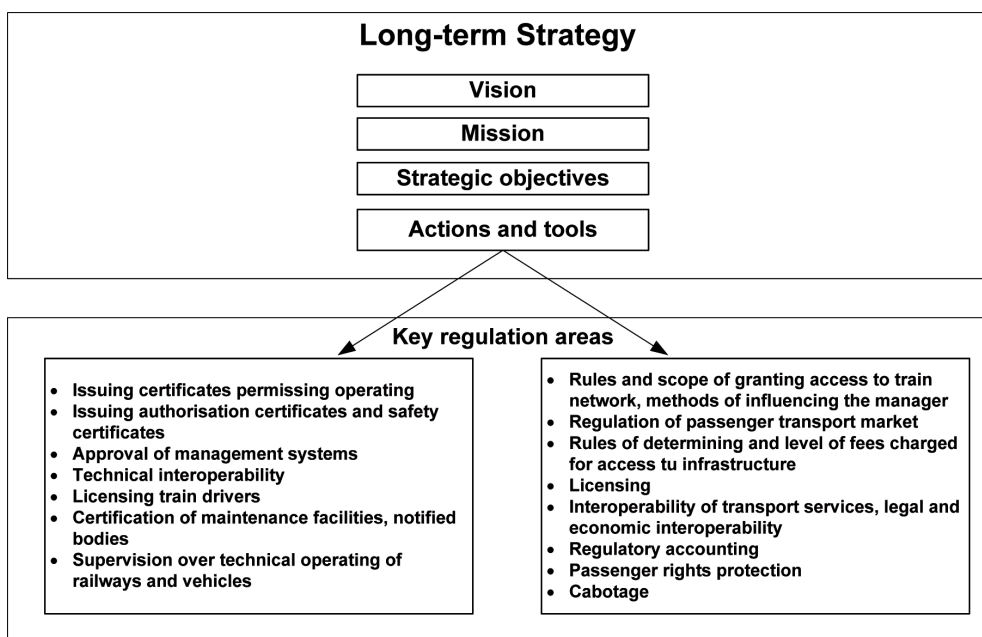 Long-term Strategy
Vision
Mission
Strategic objectives
Actions and tools
Key regulation areas
• Issuing certificates permissing operating
• Issuing authorisation certificates and safety
certificates
• Approval of management systems
• Technical interoperability
• Licensing train drivers
• Certification of maintenance facilities, notified
bodies
• Supervision over technical operating of
railways and vehicles
• Rules and scope of granting access to train
network, methods of influencing the manager
• Regulation of passenger transport market
• Rules of determining and level of fees charged
for access tu infrastructure
• Licensing
• Interoperability of transport services, legal and
economic interoperability
• Regulatory accounting
• Passenger rights protection
• Cabotage